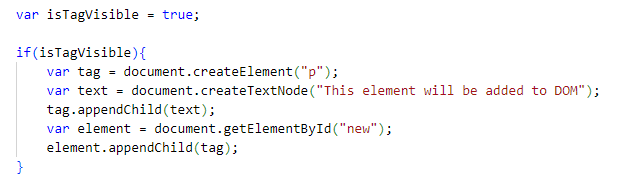 var isTagVisible = true;
if(isTagVisible){
var tag = document.createElement("p");
var text = document.createTextNode("This element will be added to DOM");
tag.appendChild(text);
var element = document.getElementById("new");
element.appendChild(tag);
}